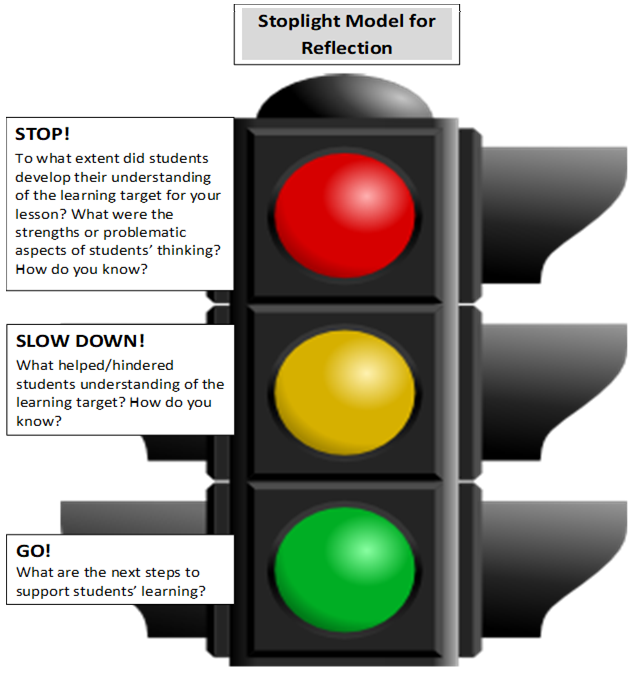 Stoplight Model for
Reflection
STOP!
To what extent did students
develop their understanding
of the learning target for your
lesson? What were the
strengths or problematic
aspects of students’ thinking?
How do you know?
SLOW DOWN!
What helped/hindered
students understanding of the
learning target? How do you
know?
GO!
What are the next steps to
support students’ learning?